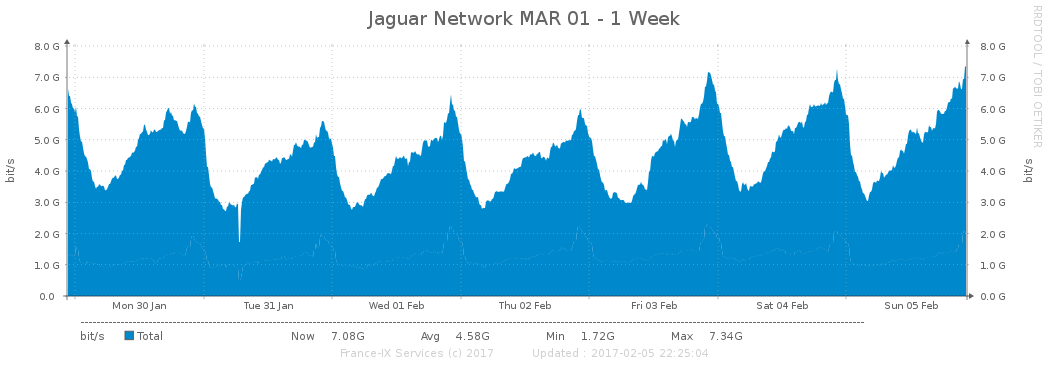 Jaguar Network MAR 01 - 1 Week
RRDTOOL / TOBI OETIKER
8.0 G 8.0 G
7.0 G 7.0 G
6.0 G 6.0 G
5.0 G 5.0 G
4.0 G 4.0 G
3.0 G 3.0 G
2.0 G 2.0 G
1.0 G 1.0 G
0.0 0.0 G
bit/s
bit/s
Mon 30 Jan Tue 31 Jan Wed 01 Feb Thu 02 Feb Fri 03 Feb Sat 04 Feb Sun 05 Feb
bit/s Total Now 7.08G Avg 4.58G Min 1.72G Max 7.34G
France-IX Services (c) 2017 Updated : 2017-02-05 22:25:04